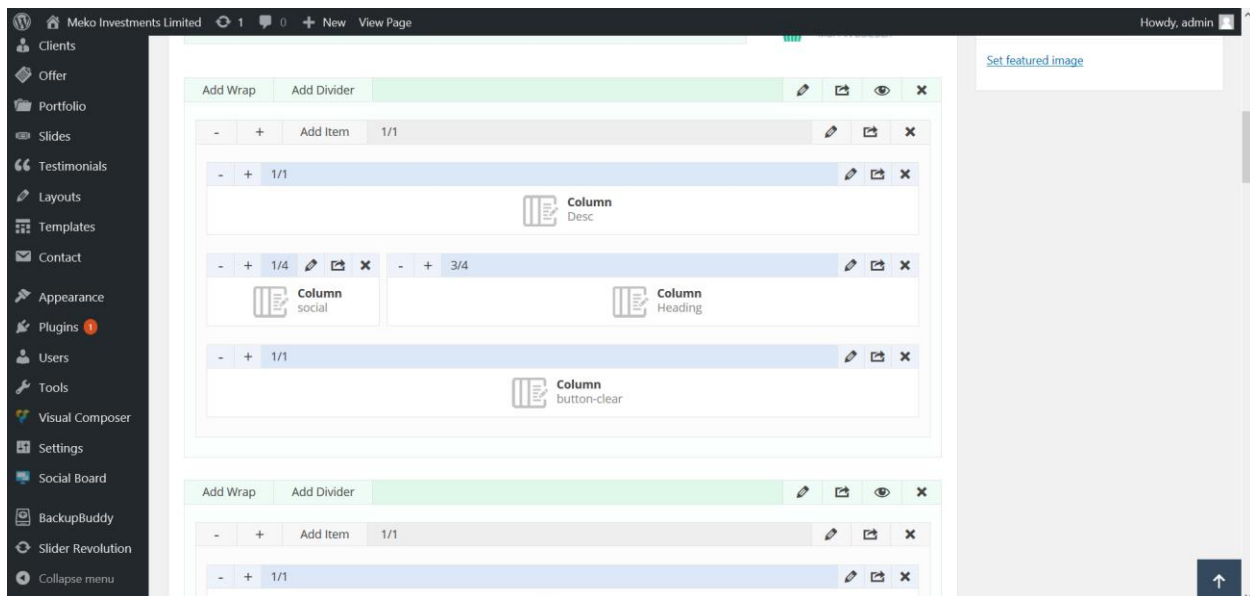 Meko Investments Limited 1 0 + New View Page Howdy, admin
Clients
Offer
Portfolio
Slides
Testimonials
Layouts
Templates
Contact
Appearance
Plugins 1
Users
Tools
Visual Composer
Settings
Social Board
BackupBuddy
Slider Revolution
Collapse menu
Set featured image
Add Wrap Add Divider
- + Add Item 1/1
- + 1/1
Column
Desc
- + 1/4 - + 3/4
Column Column
social Heading
- + 1/1
Column
button-clear
Add Wrap Add Divider
- + Add Item 1/1
- + 1/1